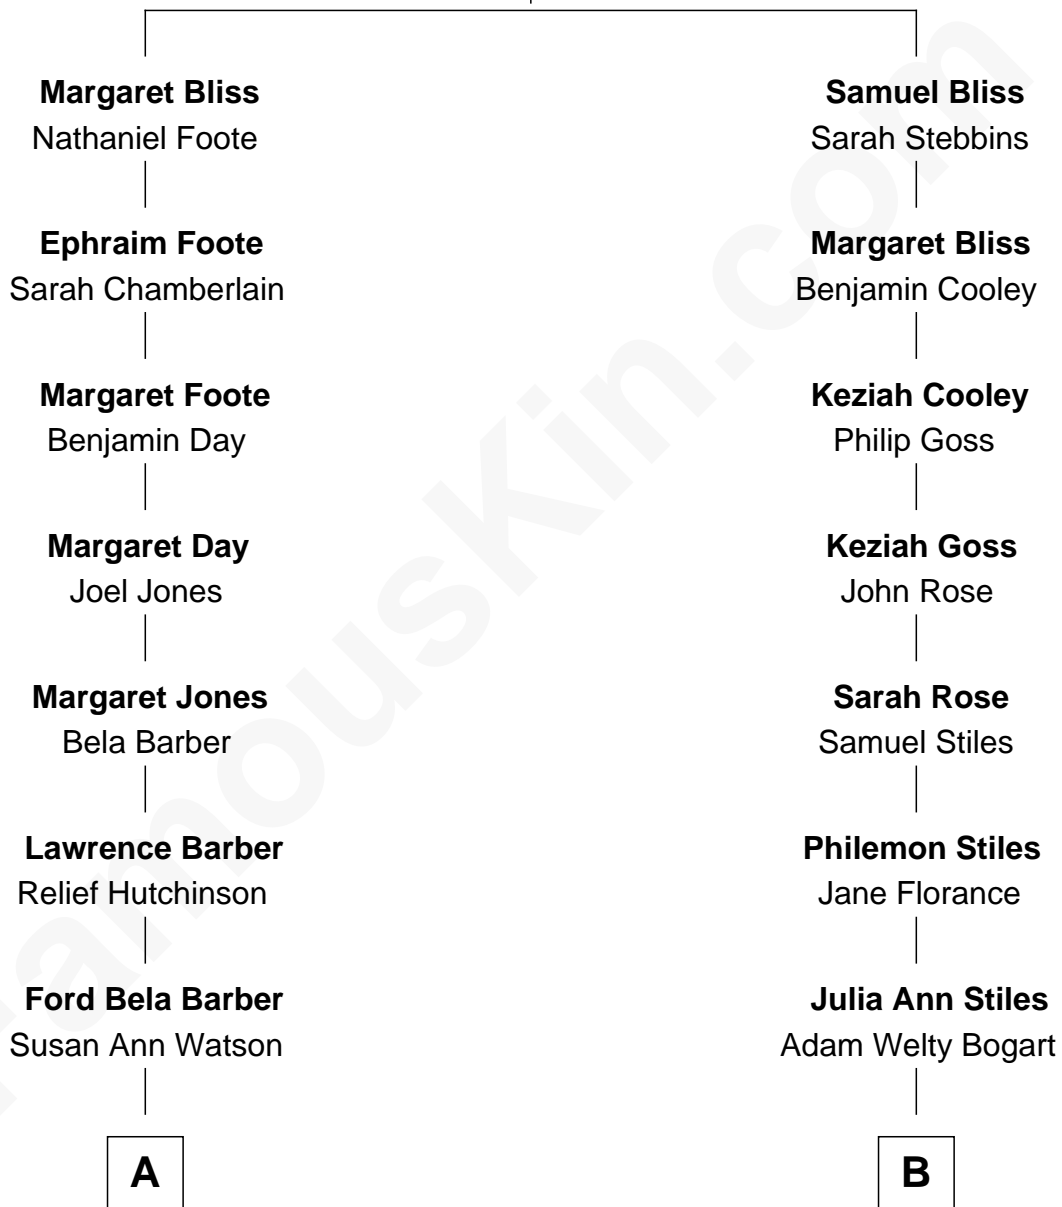 Margaret Bliss
Nathaniel Foote
Ephraim Foote
Sarah Chamberlain
Margaret Foote
Benjamin Day
Margaret Day
Joel Jones
Margaret Jones
Bela Barber
Lawrence Barber
Relief Hutchinson
Ford Bela Barber
Susan Ann Watson
A
Samuel Bliss
Sarah Stebbins
Margaret Bliss
Benjamin Cooley
Keziah Cooley
Philip Goss
Keziah Goss
John Rose
Sarah Rose
Samuel Stiles
Philemon Stiles
Jane Florance
Julia Ann Stiles
Adam Welty Bogart
B
FamousKin.com